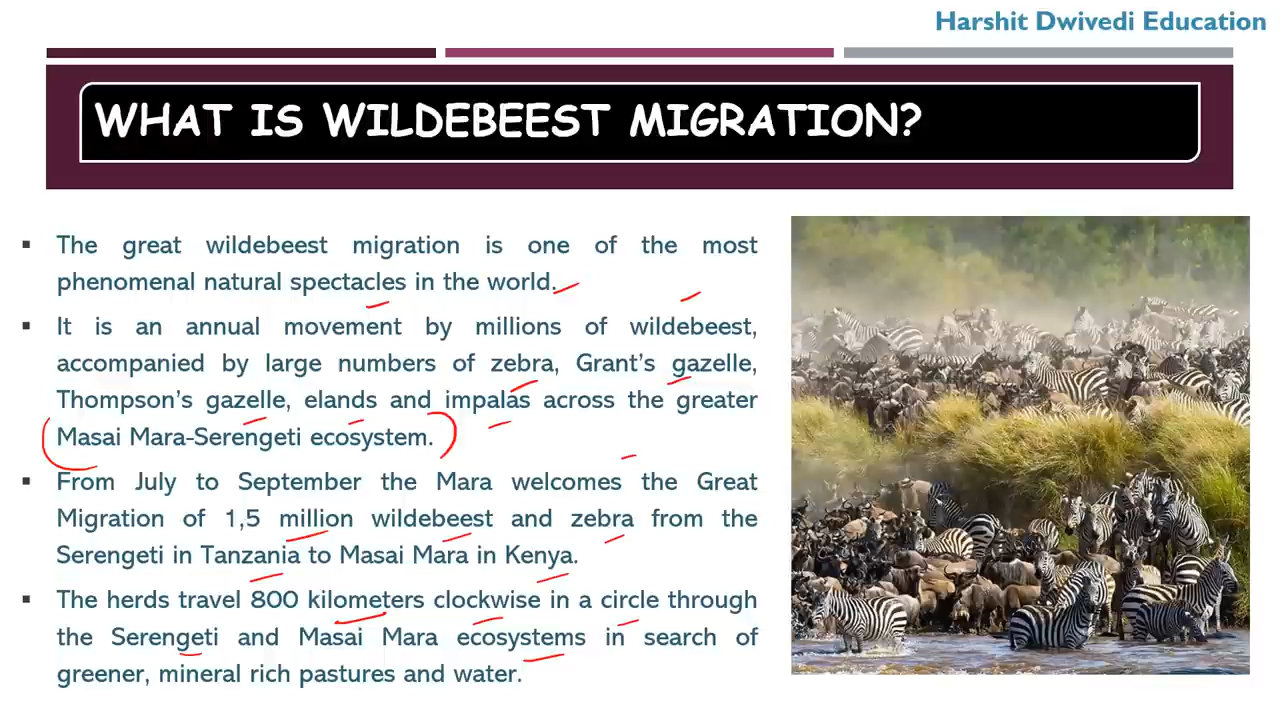 Harshit Dwivedi Education
WHAT IS WILDEBEEST MIGRATION?
▪ The great wildebeest migration is one of the most
phenomenal natural spectacles in the world.
▪ It is an annual movement by millions of wildebeest,
accompanied by large numbers of zebra, Grant's gazelle,
Thompson's gazelle, elands and impalas across the greater
Masai Mara-Serengeti ecosystem.
▪ From July to September the Mara welcomes the Great
Migration of 1,5 million wildebeest and zebra from the
Serengeti in Tanzania to Masai Mara in Kenya.
▪ The herds travel 800 kilometers clockwise in a circle through
the Serengeti and Masai Mara ecosystems in search of
greener, mineral rich pastures and water.